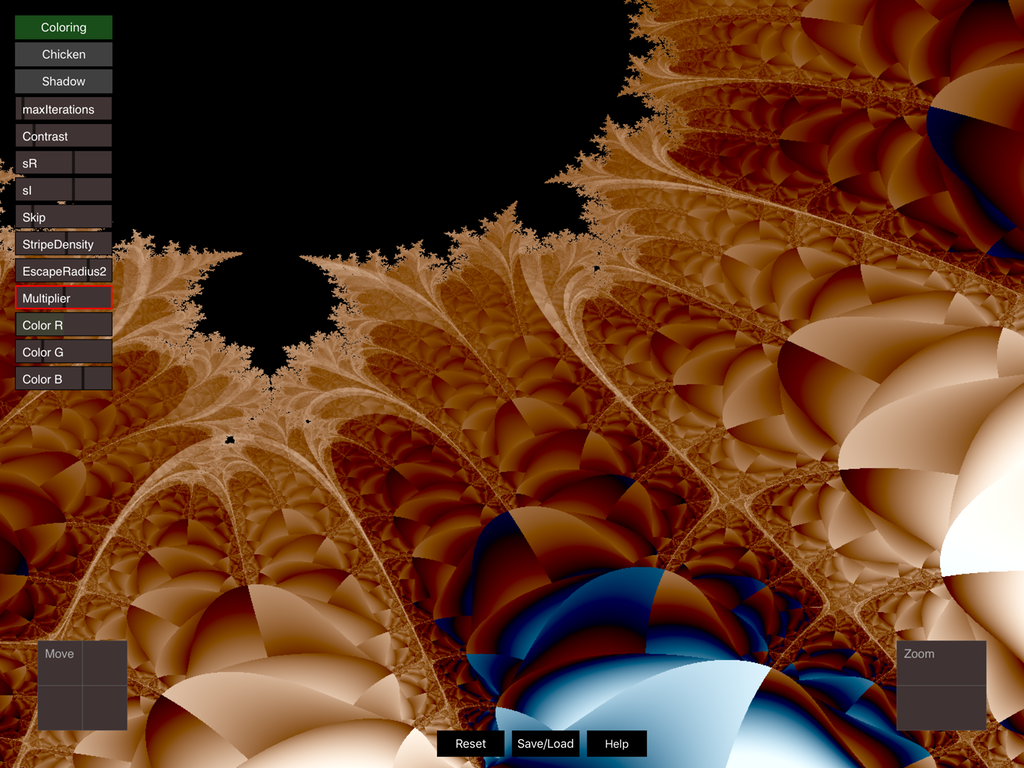 Coloring
Chicken
Shadow
maxIterations
Contrast
sR
sI
Skip
StripeDensity
EscapeRadius2
Multiplier
Color R
Color G
Color B
Move
Zoom
Reset
Save/Load
Help